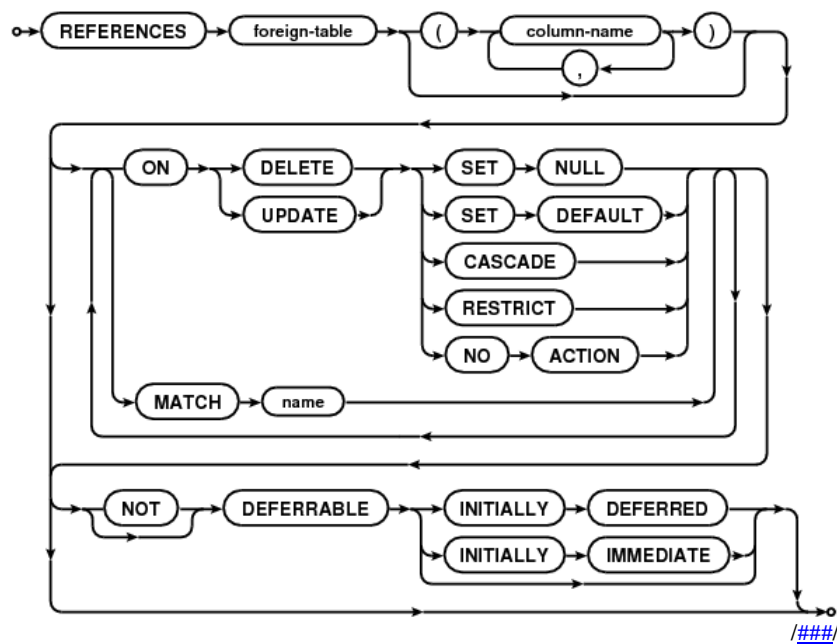 REFERENCES foreign-table ( column-name )
,
ON DELETE SET NULL
UPDATE SET DEFAULT
CASCADE
RESTRICT
NO ACTION
MATCH name
NOT DEFERRABLE INITIALLY DEFERRED
INITIALLY IMMEDIATE
/###/